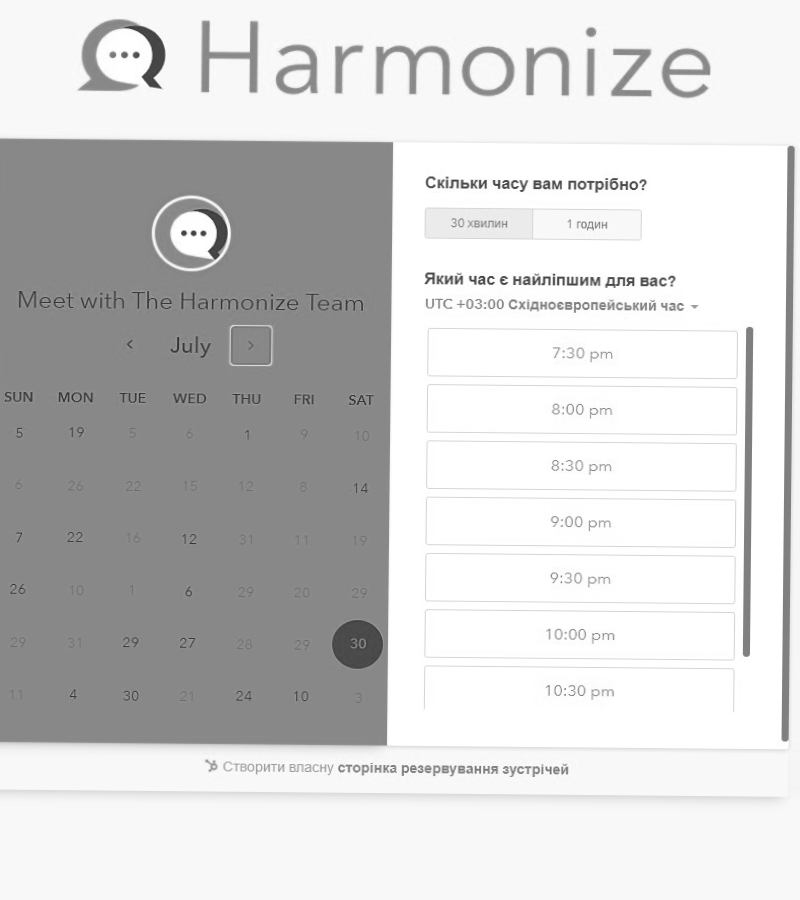 Harmonize
Meet with The Harmonize Team
July
SUN MON TUE WED THU FRI SAT
5 19 5 6 1 9 10
6 26 22 15 12 8 14
7 22 16 12 31 11 19
26 10 1 6 29 20 29
29 31 29 27 28 29 30
11 4 30 21 24 10 3
Скільки часу вам потрібно?
30 хвилин 1 годин
Який час є найліпшим для вас?
UTC +03:00 Східноєвропейський час
7:30 pm
8:00 pm
8:30 pm
9:00 pm
9:30 pm
10:00 pm
10:30 pm
Створити власну сторінка резервування зустрічей